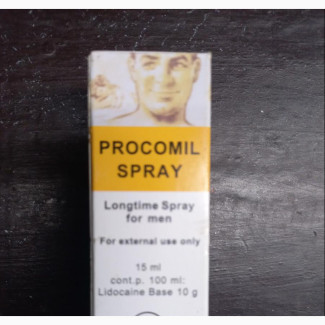 PROCOMIL
SPRAY
Longtime Spray
for men
For external use only
15 ml
cont.p. 100 ml:
Lidocaine Base 10 g